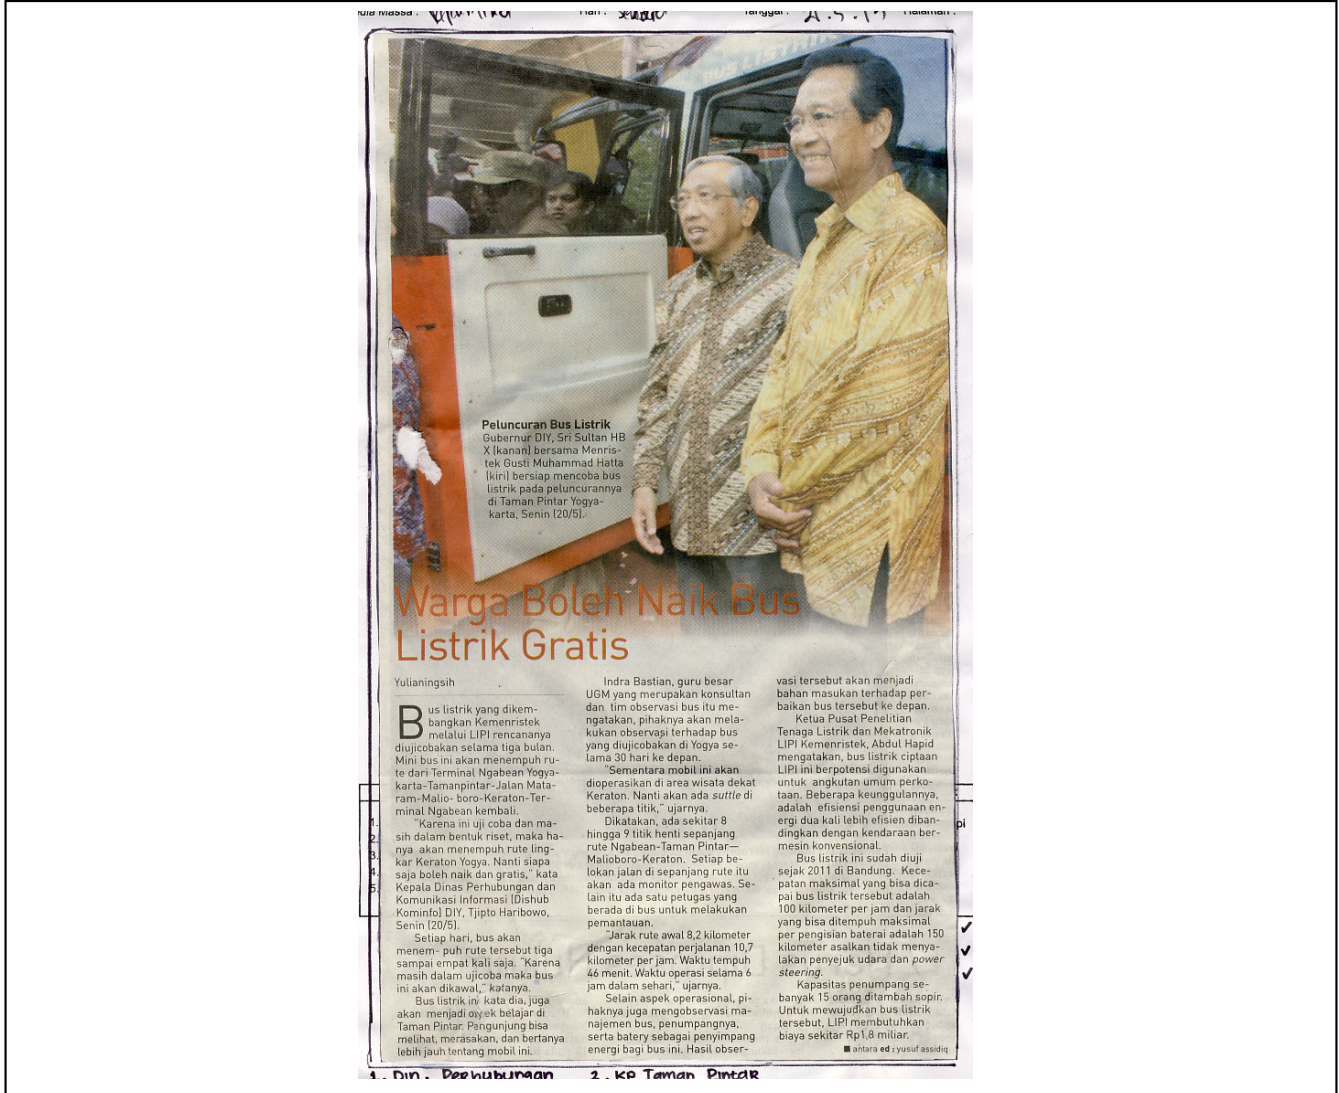 Hari :
Tanggal :
Halaman :
BUS LISTRIK
Peluncuran Bus Listrik
Gubernur DIY, Sri Sultan HB
X (kanan) bersama Menris-
tek Gusti Muhammad Hatta
(kiri) bersiap mencoba bus
listrik pada peluncurannya
di Taman Pintar Yogya-
karta, Senin (20/5).
Warga Boleh Naik Bus
Listrik Gratis
Yulianingsih
Bus listrik yang dikem-
bangkan Kemenristek
melalui LIPI rencananya
diujicobakan selama tiga bulan.
Mini bus ini akan menempuh ru-
te dari Terminal Ngabean Yogya-
karta-Tamanpintar-Jalan Mata-
ram-Malio- boro-Keraton-Ter-
minal Ngabean kembali.
"Karena ini uji coba dan ma-
sih dalam bentuk riset, maka ha-
nya akan menempuh rute ling-
kar Keraton Yogya. Nanti siapa
saja boleh naik dan gratis," kata
Kepala Dinas Perhubungan dan
Komunikasi Informasi (Dishub
Kominfo) DIY, Tjipto Haribowo,
Senin (20/5).
Setiap hari, bus akan
menem- puh rute tersebut tiga
sampai empat kali saja. "Karena
masih dalam ujicoba maka bus
ini akan dikawal," katanya.
Bus listrik ini kata dia, juga
akan menjadi oyek belajar di
Taman Pintar. Pengunjung bisa
melihat, merasakan, dan bertanya
lebih jauh tentang mobil ini.
Indra Bastian, guru besar
UGM yang merupakan konsultan
dan tim observasi bus itu me-
ngatakan, pihaknya akan mela-
kukan observasi terhadap bus
yang diujicobakan di Yogya se-
lama 30 hari ke depan.
"Sementara mobil ini akan
dioperasikan di area wisata dekat
Keraton. Nanti akan ada suttle di
beberapa titik," ujarnya.
Dikatakan, ada sekitar 8
hingga 9 titik henti sepanjang
rute Ngabean-Taman Pintar—
Malioboro-Keraton. Setiap be-
lokan jalan di sepanjang rute itu
akan ada monitor pengawas. Se-
lain itu ada satu petugas yang
berada di bus untuk melakukan
pemantauan.
"Jarak rute awal 8,2 kilometer
dengan kecepatan perjalanan 10,7
kilometer per jam. Waktu tempuh
46 menit. Waktu operasi selama 6
jam dalam sehari," ujarnya.
Selain aspek operasional, pi-
haknya juga mengobservasi ma-
najemen bus, penumpangnya,
serta batery sebagai penyimpang
energi bagi bus ini. Hasil obser-
vasi tersebut akan menjadi
bahan masukan terhadap per-
baikan bus tersebut ke depan.
Ketua Pusat Penelitian
Tenaga Listrik dan Mekatronik
LIPI Kemenristek, Abdul Hapid
mengatakan, bus listrik ciptaan
LIPI ini berpotensi digunakan
untuk angkutan umum perko-
taan. Beberapa keunggulannya,
adalah efisiensi penggunaan en-
ergi dua kali lebih efisien diban-
dingkan dengan kendaraan ber-
mesin konvensional.
Bus listrik ini sudah diuji
sejak 2011 di Bandung. Kece-
patan maksimal yang bisa dica-
pai bus listrik tersebut adalah
100 kilometer per jam dan jarak
yang bisa ditempuh maksimal
per pengisian baterai adalah 150
kilometer asalkan tidak menya-
lakan penyejuk udara dan power
steering.
Kapasitas penumpang se-
banyak 15 orang ditambah sopir.
Untuk mewujudkan bus listrik
tersebut, LIPI membutuhkan
biaya sekitar Rp1,8 miliar.
■ antara ed : yusuf assidiq
1. Din. Perhubungan 2. KP Taman Pintar